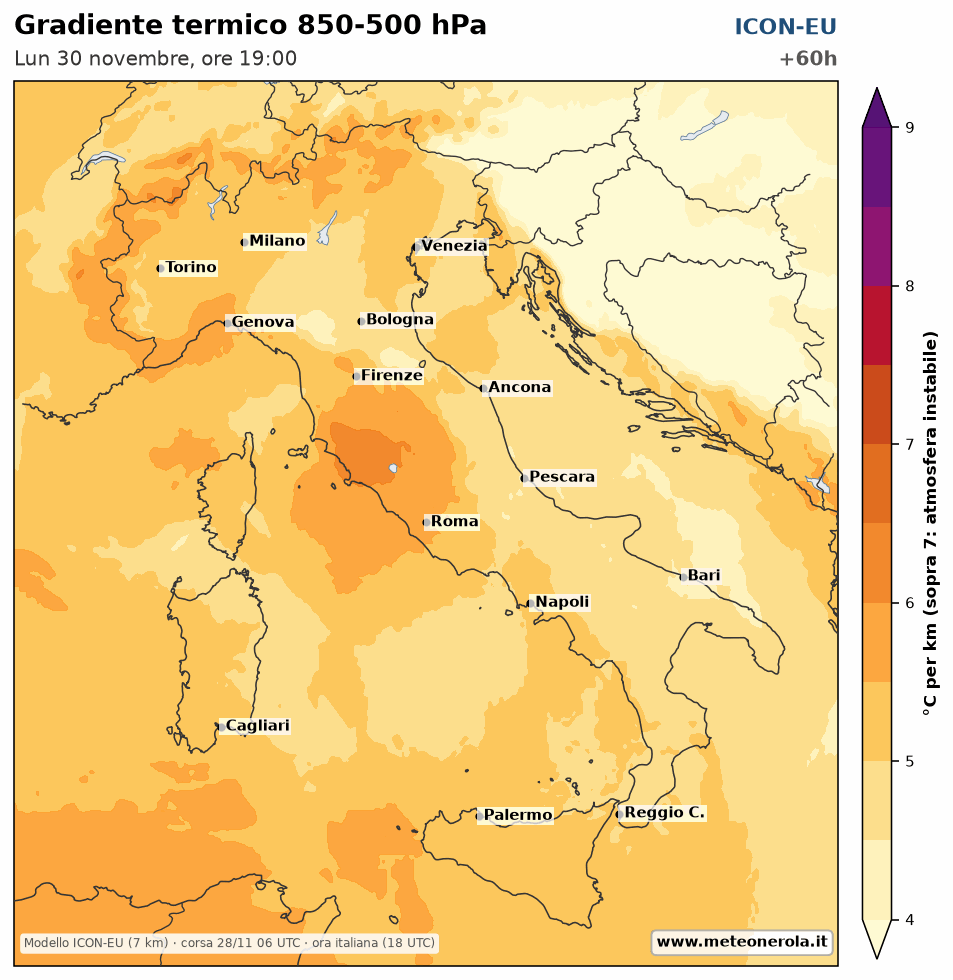 Gradiente termico 850-500 hPa
ICON-EU
Lun 30 novembre, ore 19:00
+60h
Milano
Venezia
Torino
Genova
Bologna
Firenze
Ancona
Pescara
Roma
Bari
Napoli
Cagliari
Palermo
Reggio C.
Modello ICON-EU (7 km) · corsa 28/11 06 UTC · ora italiana (18 UTC)
www.meteonerola.it
9
8
7
6
5
4
°C per km (sopra 7: atmosfera instabile)